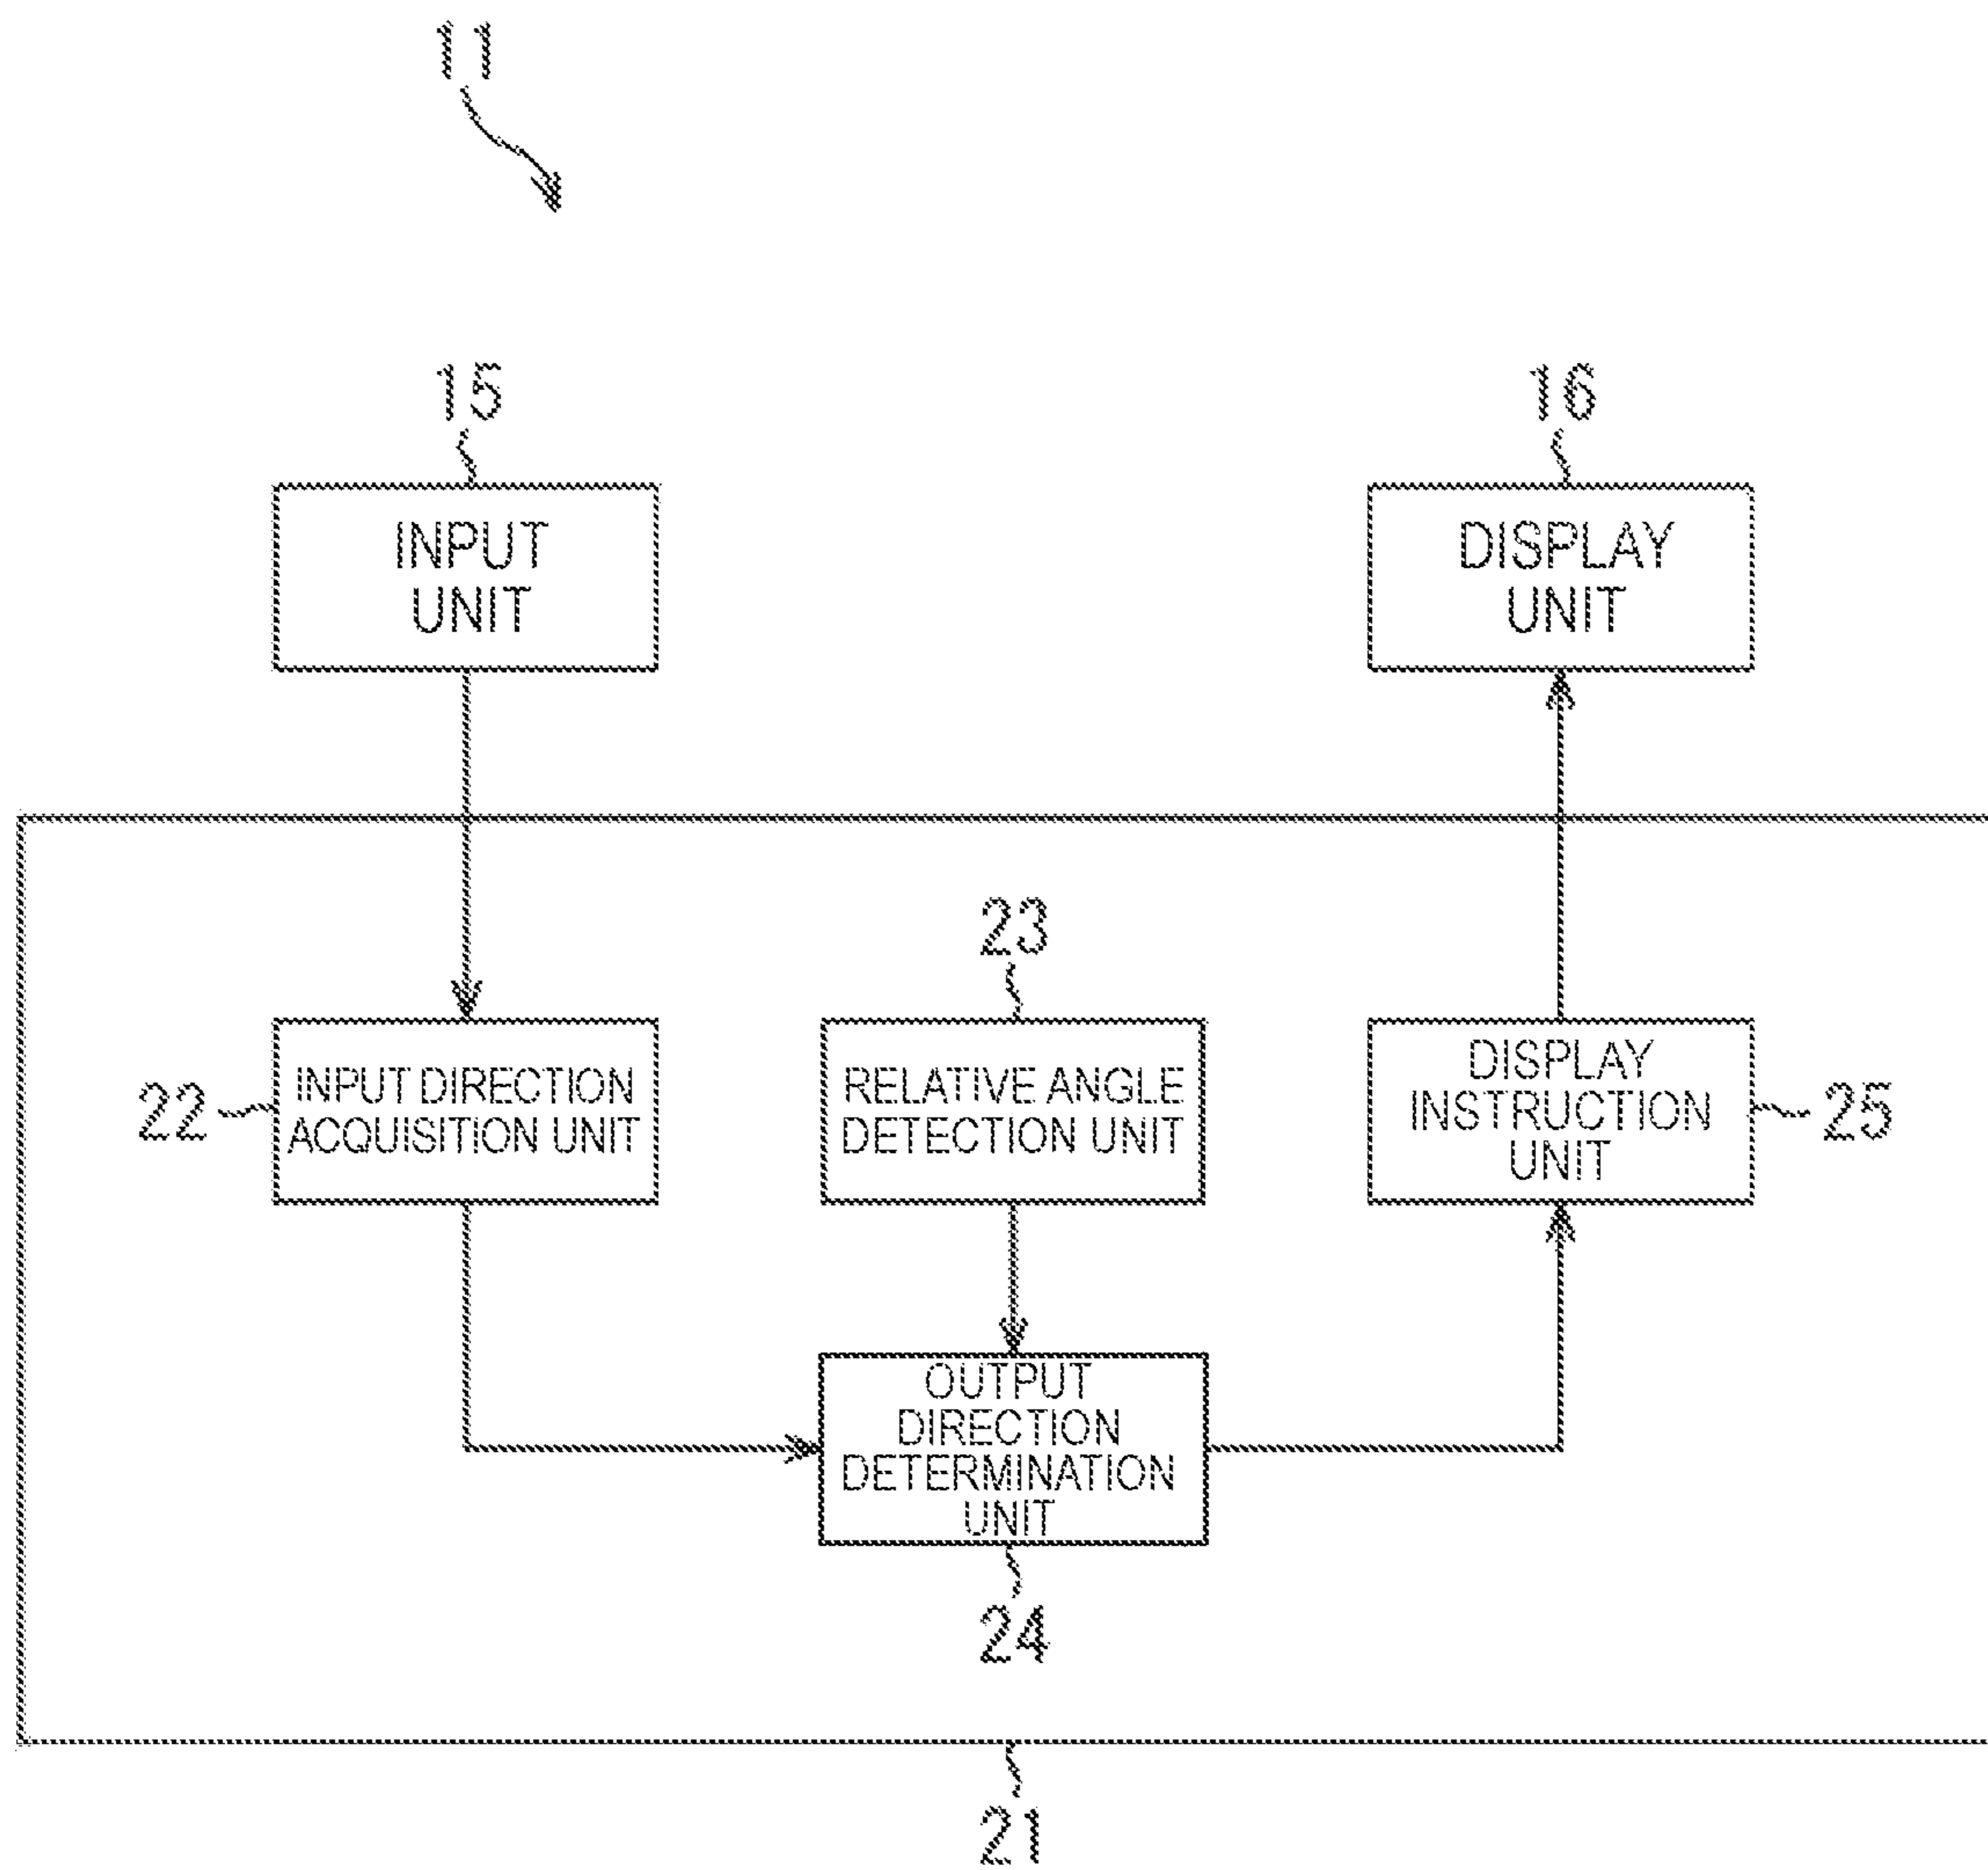 11
15
16
INPUT
UNIT
DISPLAY
UNIT
23
22
INPUT DIRECTION
ACQUISITION UNIT
RELATIVE ANGLE
DETECTION UNIT
DISPLAY
INSTRUCTION
UNIT
25
OUTPUT
DIRECTION
DETERMINATION
UNIT
24
21